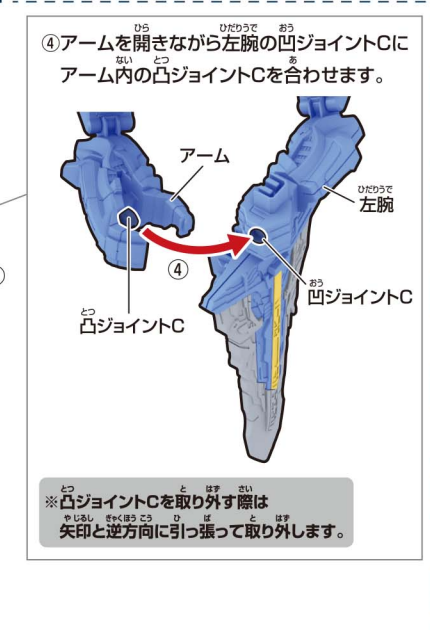 ④アームを開きながら左腕の凹ジョイントCに
アーム内の凸ジョイントCを合わせます。
アーム
左腕
④
凹ジョイントC
凸ジョイントC
※凸ジョイントCを取り外す際は
矢印と逆方向に引っ張って取り外します。